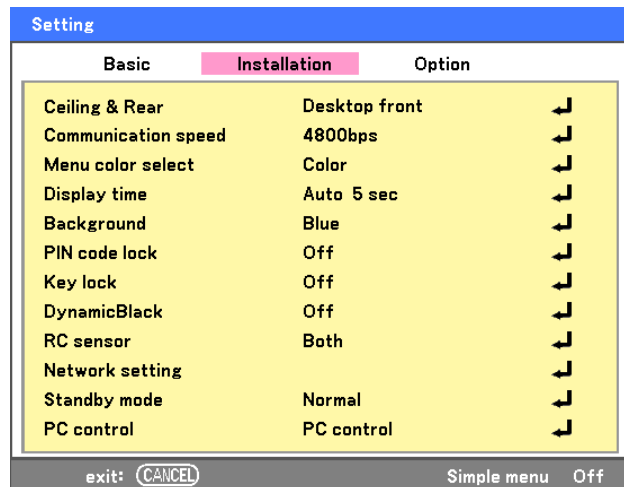 Setting
Basic Installation Option
Ceiling & Rear Desktop front
Communication speed 4800bps
Menu color select Color
Display time Auto 5 sec
Background Blue
PIN code lock Off
Key lock Off
DynamicBlack Off
RC sensor Both
Network setting
Standby mode Normal
PC control PC control
exit: CANCEL Simple menu Off